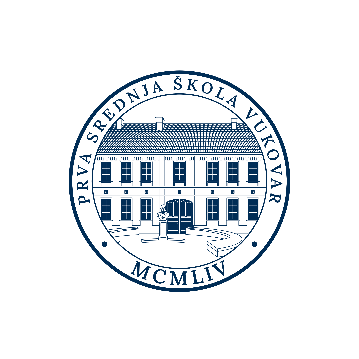 PRVA SREDNJA ŠKOLA VUKOVAR
MCMLIV